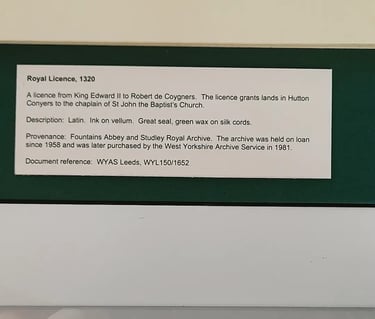 Royal Licence, 1320
A licence from King Edward II to Robert de Coygners. The licence grants lands in Hutton
Conyers to the chaplain of St John the Baptist's Church.
Description: Latin. Ink on vellum. Great seal, green wax on silk cords.
Provenance: Fountains Abbey and Studley Royal Archive. The archive was held on loan
since 1958 and was later purchased by the West Yorkshire Archive Service in 1981.
Document reference: WYAS Leeds, WYL150/1652